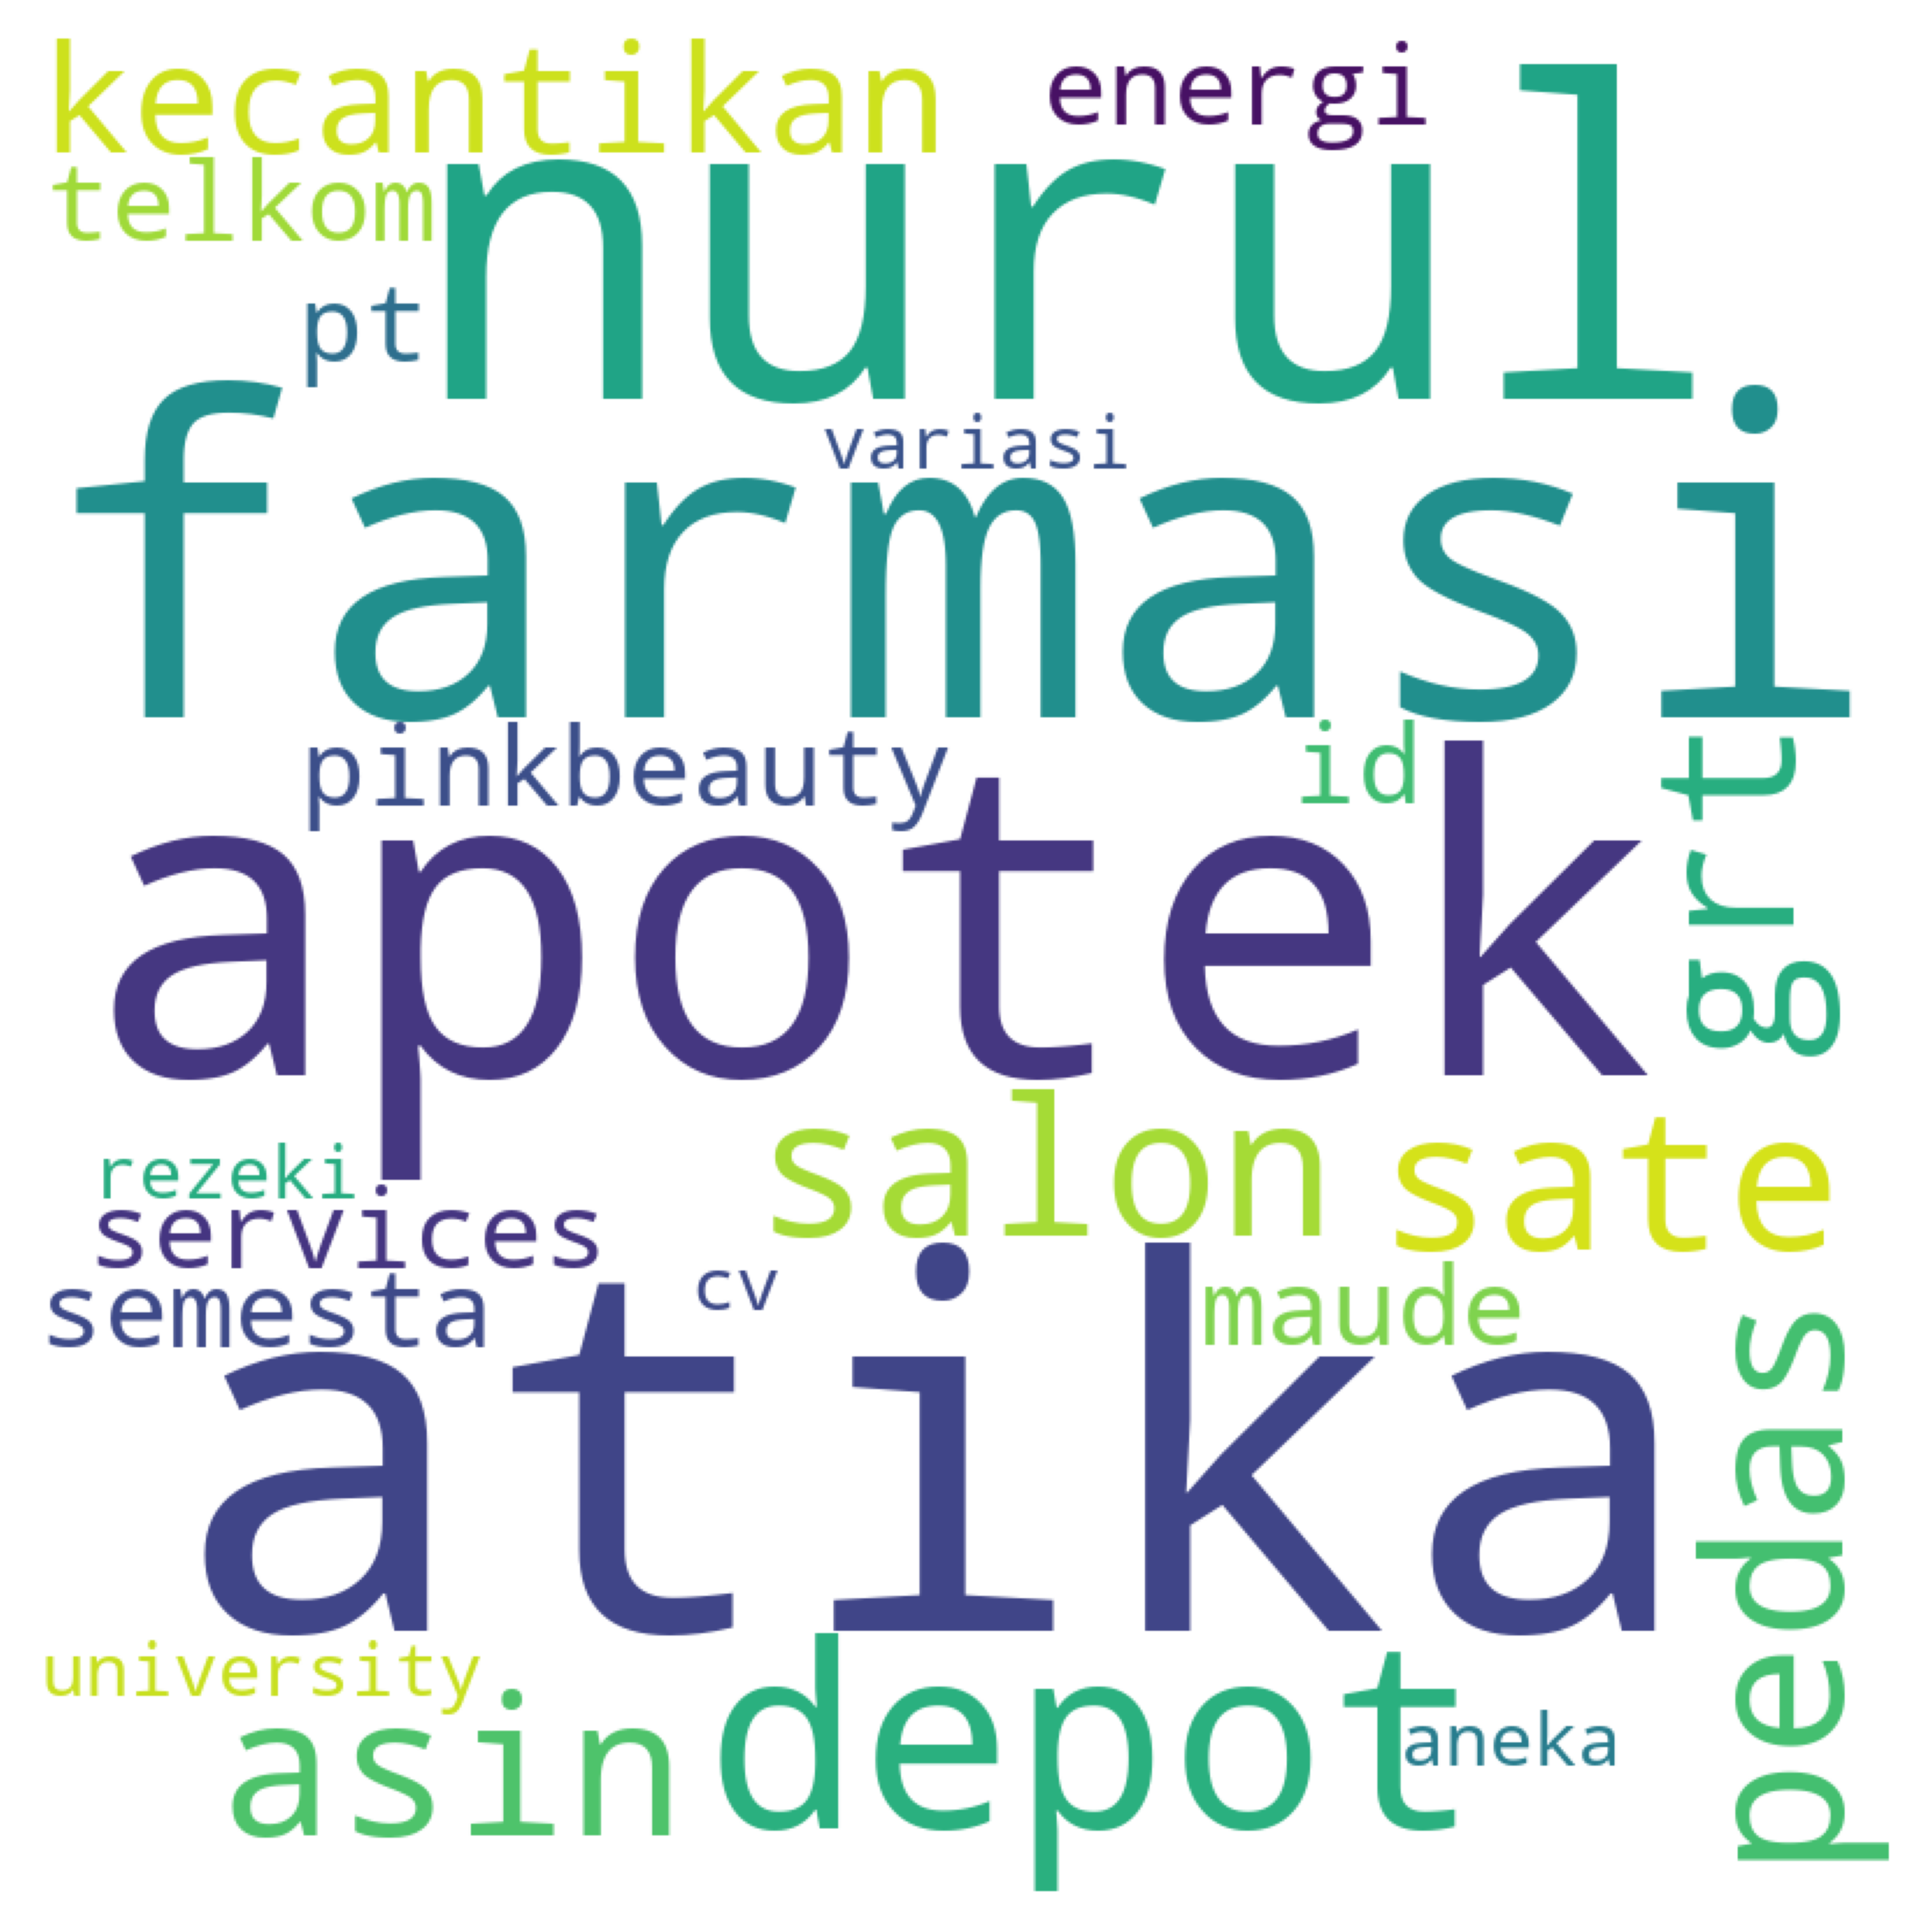 kecantikan
energi
telkom
nurul
pt
variasi
farmasi
pinkbeauty
id
grt
apotek
rezeki
salon
sate
services
semesta
cv
maude
atika
pedas
university
asin
depot
aneka